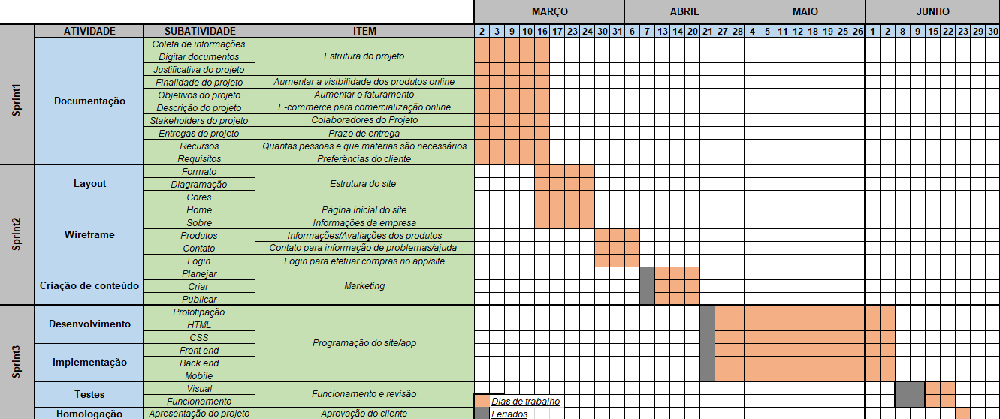 MARÇO ABRIL MAIO JUNHO
ATIVIDADE SUBATIVIDADE ITEM 2 3 9 10 16 17 23 24 30 31 6 7 13 14 20 21 27 28 4 5 11 12 18 19 25 26 1 2 8 9 15 22 23 29 30
Sprint1
Documentação
Coleta de informações
Digitar documentos
Justificativa do projeto
Estrutura do projeto
Finalidade do projeto Aumentar a visibilidade dos produtos online
Objetivos do projeto Aumentar o faturamento
Descrição do projeto E-commerce para comercialização online
Stakeholders do projeto Colaboradores do Projeto
Entregas do projeto Prazo de entrega
Recursos Quantas pessoas e que materias são necessários
Requisitos Preferências do cliente
Sprint2
Layout
Formato
Diagramação
Cores
Estrutura do site
Wireframe
Home Página inicial do site
Sobre Informações da empresa
Produtos Informações/Avaliações dos produtos
Contato Contato para informação de problemas/ajuda
Login Login para efetuar compras no app/site
Criação de conteúdo
Planejar
Criar
Publicar
Marketing
Sprint3
Desenvolvimento
Prototipação
HTML
CSS
Programação do site/app
Implementação
Front end
Back end
Mobile
Testes
Visual
Funcionamento
Funcionamento e revisão
Homologação Apresentação do projeto Aprovação do cliente
Dias de trabalho
Feriados